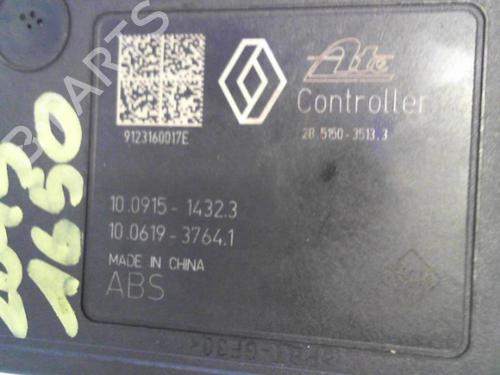 Ate
Controller
28.5150-3513.3
9123160017E
10.0915-1432.3
10.0619-3764.1
MADE IN CHINA
ABS
1650